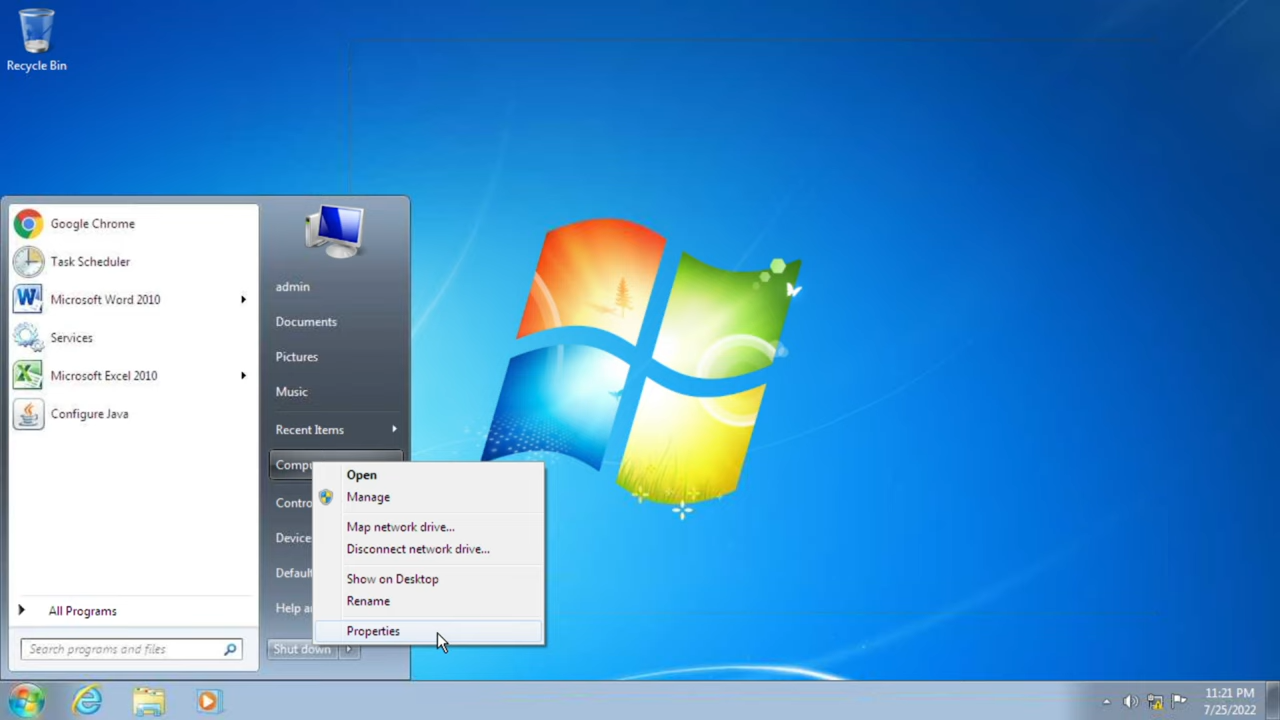 Recycle Bin
Google Chrome
Task Scheduler
Microsoft Word 2010
Services
Microsoft Excel 2010
Configure Java
All Programs
Search programs and files
admin
Documents
Pictures
Music
Recent Items
Compu
Contro
Device
Default
Help a
Shut down
Open
Manage
Map network drive...
Disconnect network drive...
Show on Desktop
Rename
Properties
11:21 PM
7/25/2022